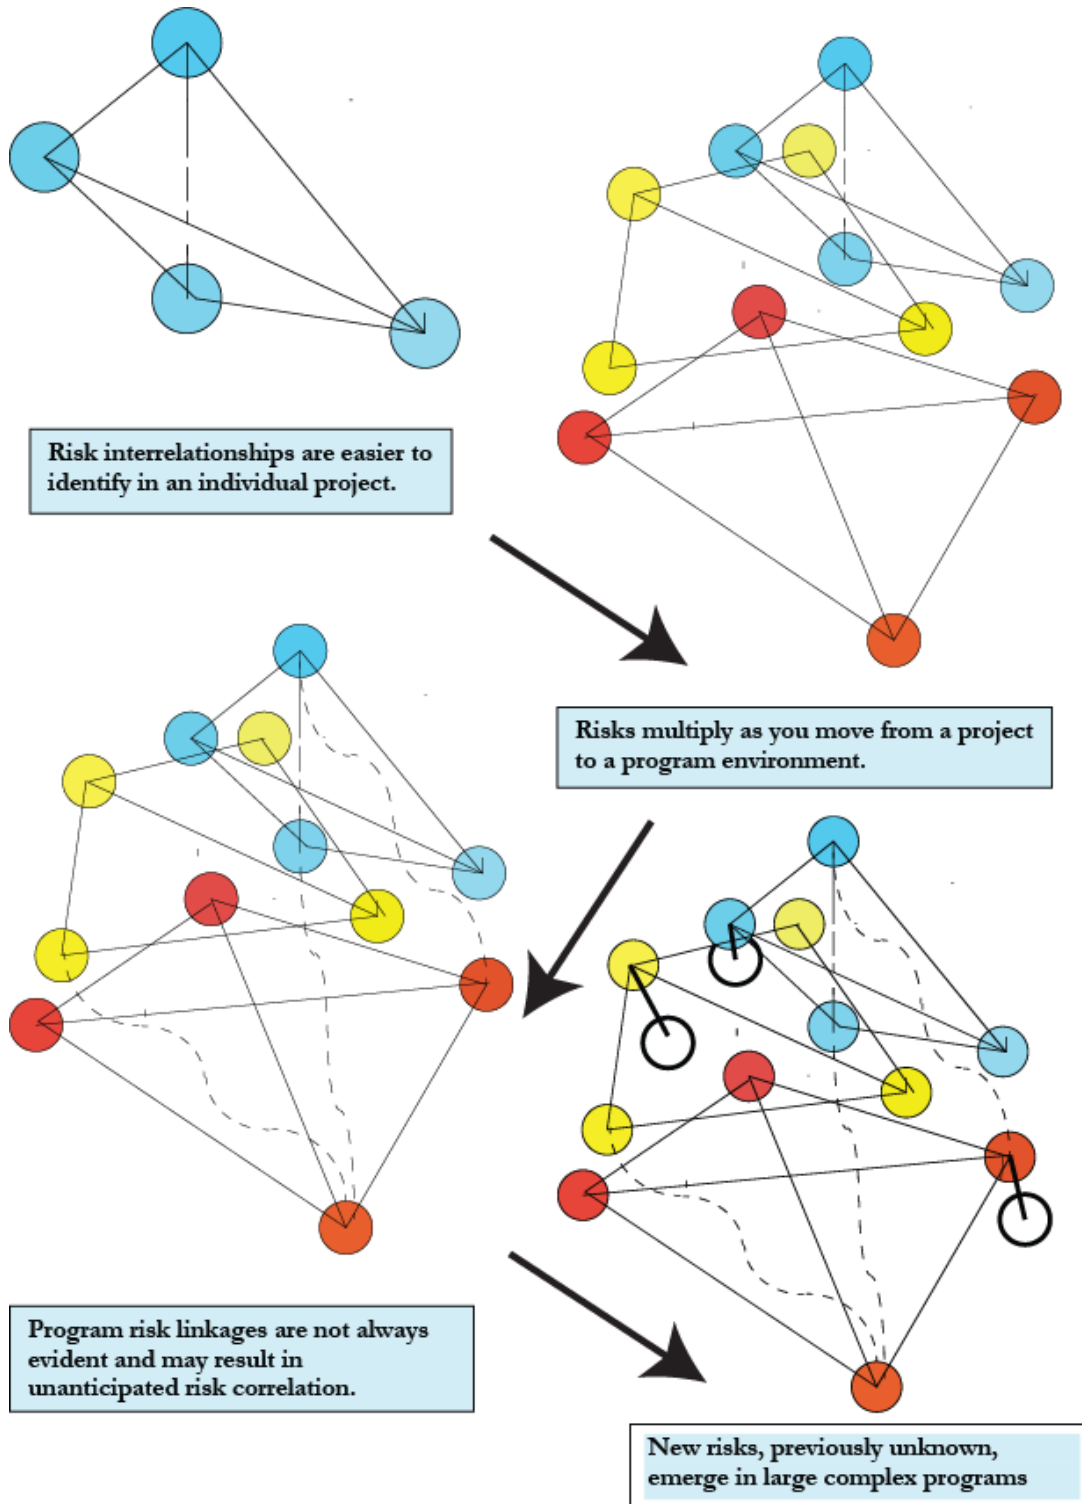 Risk interrelationships are easier to
identify in an individual project.
Risks multiply as you move from a project
to a program environment.
Program risk linkages are not always
evident and may result in
unanticipated risk correlation.
New risks, previously unknown,
emerge in large complex programs